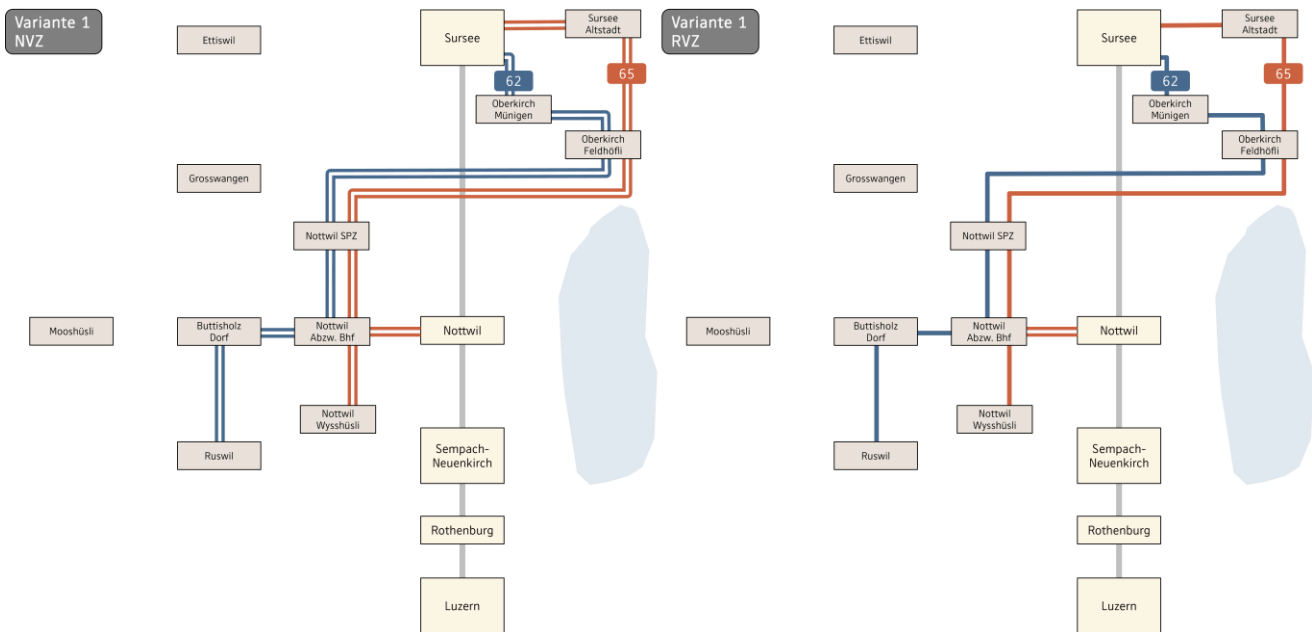 Variante 1
NVZ
Ettiswil
Sursee
Sursee
Altstadt
62
65
Oberkirch
Münigen
Oberkirch
Feldhöfli
Grosswangen
Nottwil SPZ
Mooshüsli
Buttisholz
Dorf
Nottwil
Abzw. Bhf
Nottwil
Nottwil
Wysshüsli
Ruswil
Sempach-
Neuenkirch
Rothenburg
Luzern
Variante 1
RVZ
Ettiswil
Sursee
Sursee
Altstadt
62
65
Oberkirch
Münigen
Oberkirch
Feldhöfli
Grosswangen
Nottwil SPZ
Mooshüsli
Buttisholz
Dorf
Nottwil
Abzw. Bhf
Nottwil
Nottwil
Wysshüsli
Ruswil
Sempach-
Neuenkirch
Rothenburg
Luzern